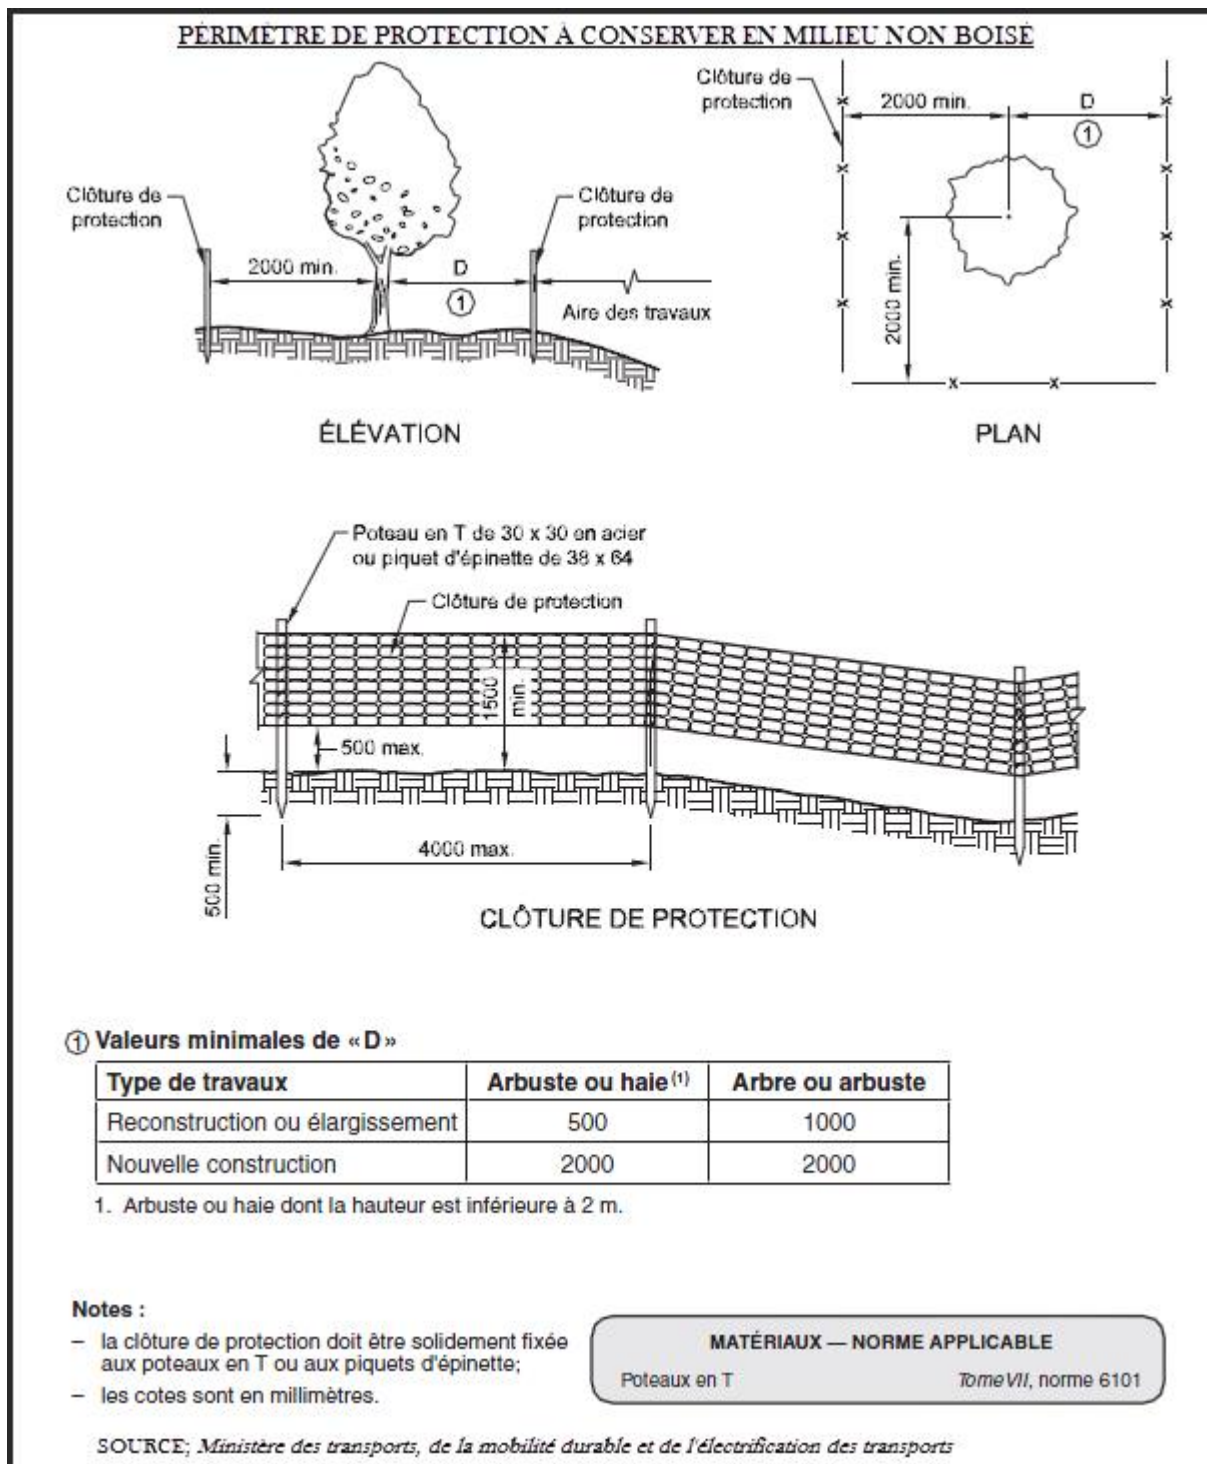 PÉRIMÈTRE DE PROTECTION À CONSERVER EN MILIEU NON BOISÉ
Clôture de
protection
2000 min.
D
1
Clôture de
protection
Aire des travaux
ÉLÉVATION
Clôture de
protection
2000 min.
D
1
2000 min.
PLAN
Poteau en T de 30 x 30 en acier
ou piquet d'épinette de 38 x 64
Clôture de protection
1500
min.
500 max.
500 min.
4000 max.
CLÔTURE DE PROTECTION
1 Valeurs minimales de «D»
Type de travaux Arbuste ou haie(1) Arbre ou arbuste
Reconstruction ou élargissement 500 1000
Nouvelle construction 2000 2000
1. Arbuste ou haie dont la hauteur est inférieure à 2 m.
Notes :
– la clôture de protection doit être solidement fixée
aux poteaux en T ou aux piquets d'épinette;
– les cotes sont en millimètres.
MATÉRIAUX — NORME APPLICABLE
Poteaux en T Tome VII, norme 6101
SOURCE; Ministère des transports, de la mobilité durable et de l'électrification des transports